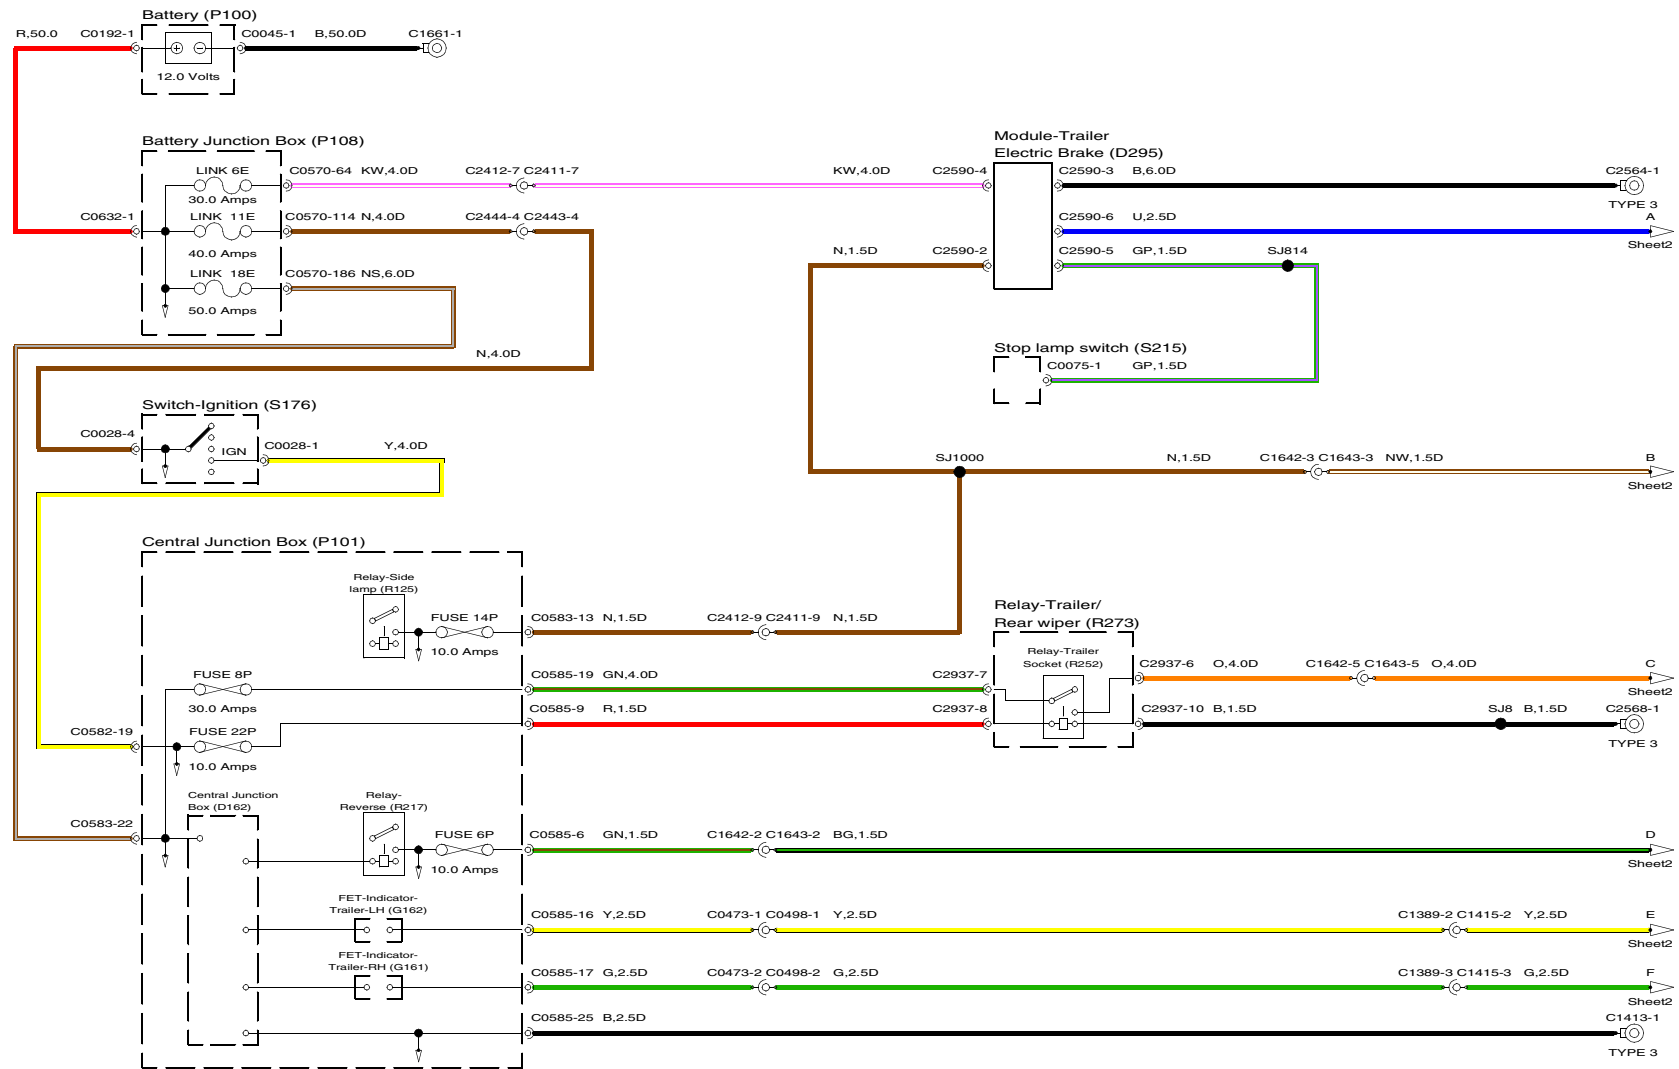 Battery (P100)
R,50.0 C0192-1 C0045-1 B,50.0D C1661-1
12.0 Volts
Battery Junction Box (P108)
Module-Trailer
Electric Brake (D295)
LINK 6E C0570-64 KW,4.0D C2412-7 C2411-7 KW,4.0D C2590-4 C2590-3 B,6.0D C2564-1
30.0 Amps
TYPE 3
C0632-1 LINK 11E C0570-114 N,4.0D C2444-4 C2443-4 C2590-6 U,2.5D A
40.0 Amps
Sheet2
N,1.5D C2590-2 C2590-5 GP,1.5D SJ814
LINK 18E C0570-186 NS,6.0D
50.0 Amps
N,4.0D
Stop lamp switch (S215)
C0075-1 GP,1.5D
Switch-Ignition (S176)
C0028-4 IGN C0028-1 Y,4.0D
SJ1000 N,1.5D C1642-3 C1643-3 NW,1.5D B
Sheet2
Central Junction Box (P101)
Relay-Side
lamp (R125)
Relay-Trailer/
Rear wiper (R273)
FUSE 14P C0583-13 N,1.5D C2412-9 C2411-9 N,1.5D
10.0 Amps
Relay-Trailer
Socket (R252)
FUSE 8P C0585-19 GN,4.0D C2937-7 C2937-6 O,4.0D C1642-5 C1643-5 O,4.0D C
Sheet2
30.0 Amps C0585-9 R,1.5D C2937-8 C2937-10 B,1.5D SJ8 B,1.5D C2568-1
TYPE 3
C0582-19 FUSE 22P
10.0 Amps
Central Junction
Box (D162)
Relay-
Reverse (R217)
C0583-22 FUSE 6P C0585-6 GN,1.5D C1642-2 C1643-2 BG,1.5D D
10.0 Amps
Sheet2
FET-Indicator-
Trailer-LH (G162)
C0585-16 Y,2.5D C0473-1 C0498-1 Y,2.5D C1389-2 C1415-2 Y,2.5D E
Sheet2
FET-Indicator-
Trailer-RH (G161)
C0585-17 G,2.5D C0473-2 C0498-2 G,2.5D C1389-3 C1415-3 G,2.5D F
Sheet2
C0585-25 B,2.5D C1413-1
TYPE 3